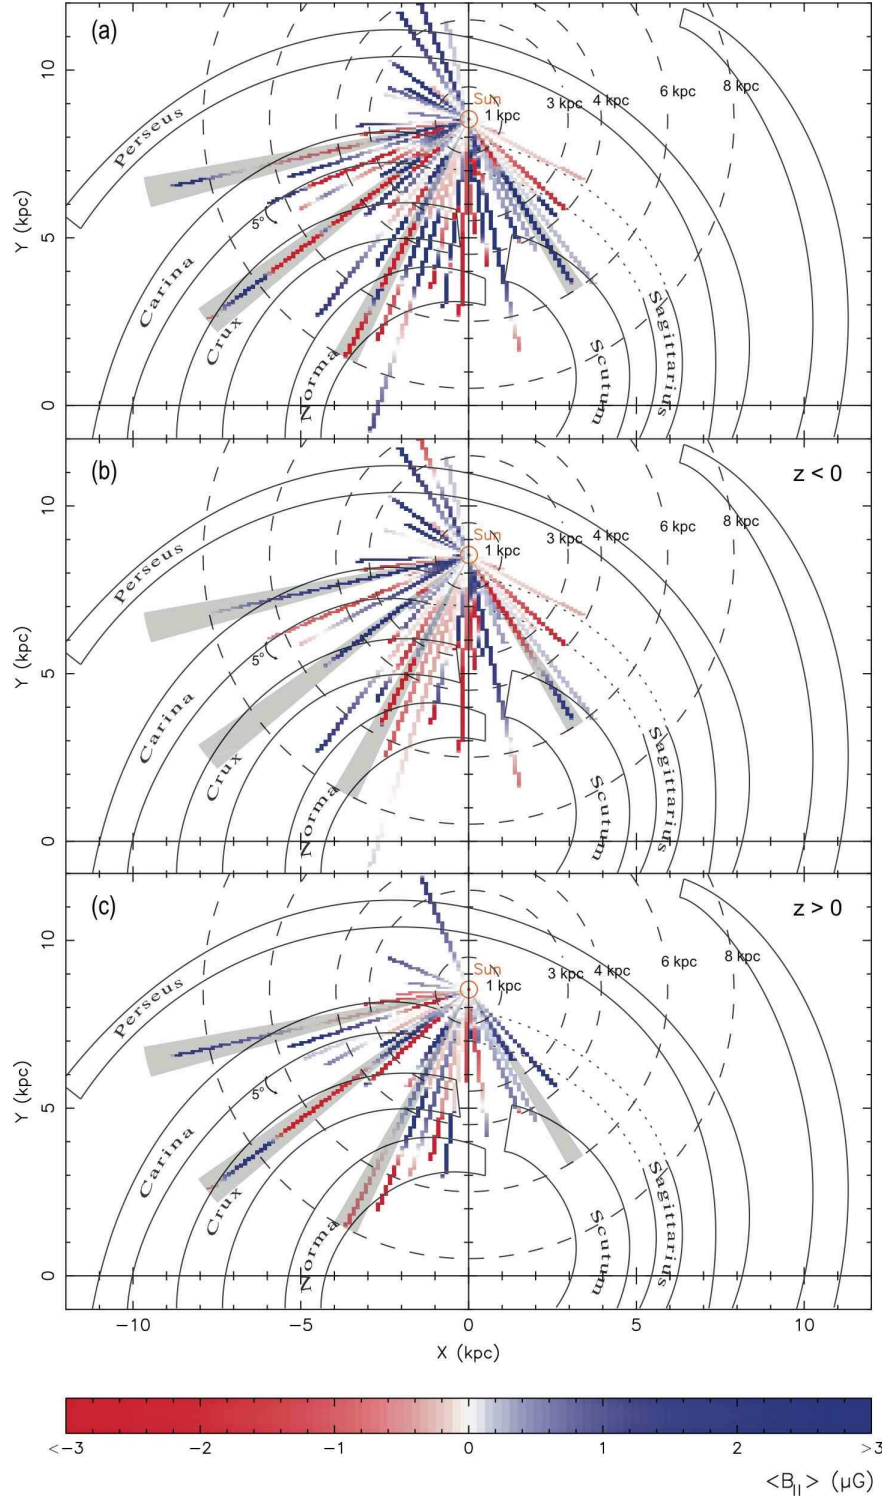 (a)
10
5
0
Y (kpc)
Perseus
Carina
Crux
Norma
Scutum
Sagittarius
Sun
1 kpc
3 kpc
4 kpc
6 kpc
8 kpc
5°
(b)
z < 0
10
5
0
Y (kpc)
Perseus
Carina
Crux
Norma
Scutum
Sagittarius
Sun
1 kpc
3 kpc
4 kpc
6 kpc
8 kpc
5°
(c)
z > 0
10
5
0
Y (kpc)
Perseus
Carina
Crux
Norma
Scutum
Sagittarius
Sun
1 kpc
3 kpc
4 kpc
6 kpc
8 kpc
5°
−10 −5 0 5 10
X (kpc)
<−3 −2 −1 0 1 2 >3
<B||> (μG)